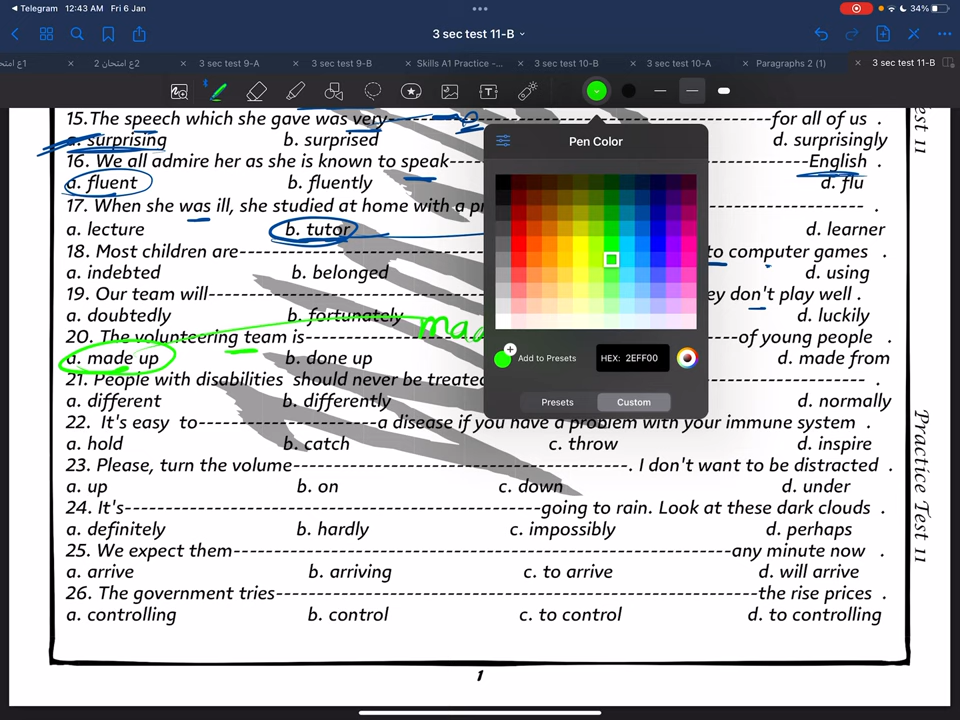 Telegram 12:43 AM Fri 6 Jan 34%
3 sec test 11-B
2ع امتحان 2 3 sec test 9-A 3 sec test 9-B Skills A1 Practice -... 3 sec test 10-B 3 sec test 10-A Paragraphs 2 (1) 3 sec test 11-B
15.The speech which she gave was very for all of us .
a. surprising b. surprised d. surprisingly
16. We all admire her as she is known to speak English .
a. fluent b. fluently d. flu
17. When she was ill, she studied at home with a .
a. lecture b. tutor d. learner
18. Most children are to computer games .
a. indebted b. belonged d. using
19. Our team will don't play well .
a. doubtedly b. fortunately d. luckily
20. The volunteering team is of young people .
a. made up b. done up d. made from
21. People with disabilities should never be treated .
a. different b. differently d. normally
22. It's easy to a disease if you have a problem with your immune system .
a. hold b. catch c. throw d. inspire
23. Please, turn the volume . I don't want to be distracted .
a. up b. on c. down d. under
24. It's going to rain. Look at these dark clouds .
a. definitely b. hardly c. impossibly d. perhaps
25. We expect them any minute now .
a. arrive b. arriving c. to arrive d. will arrive
26. The government tries the rise prices .
a. controlling b. control c. to control d. to controlling
1
Practice Test 11
Pen Color
Add to Presets HEX: 2EFF00
Presets Custom